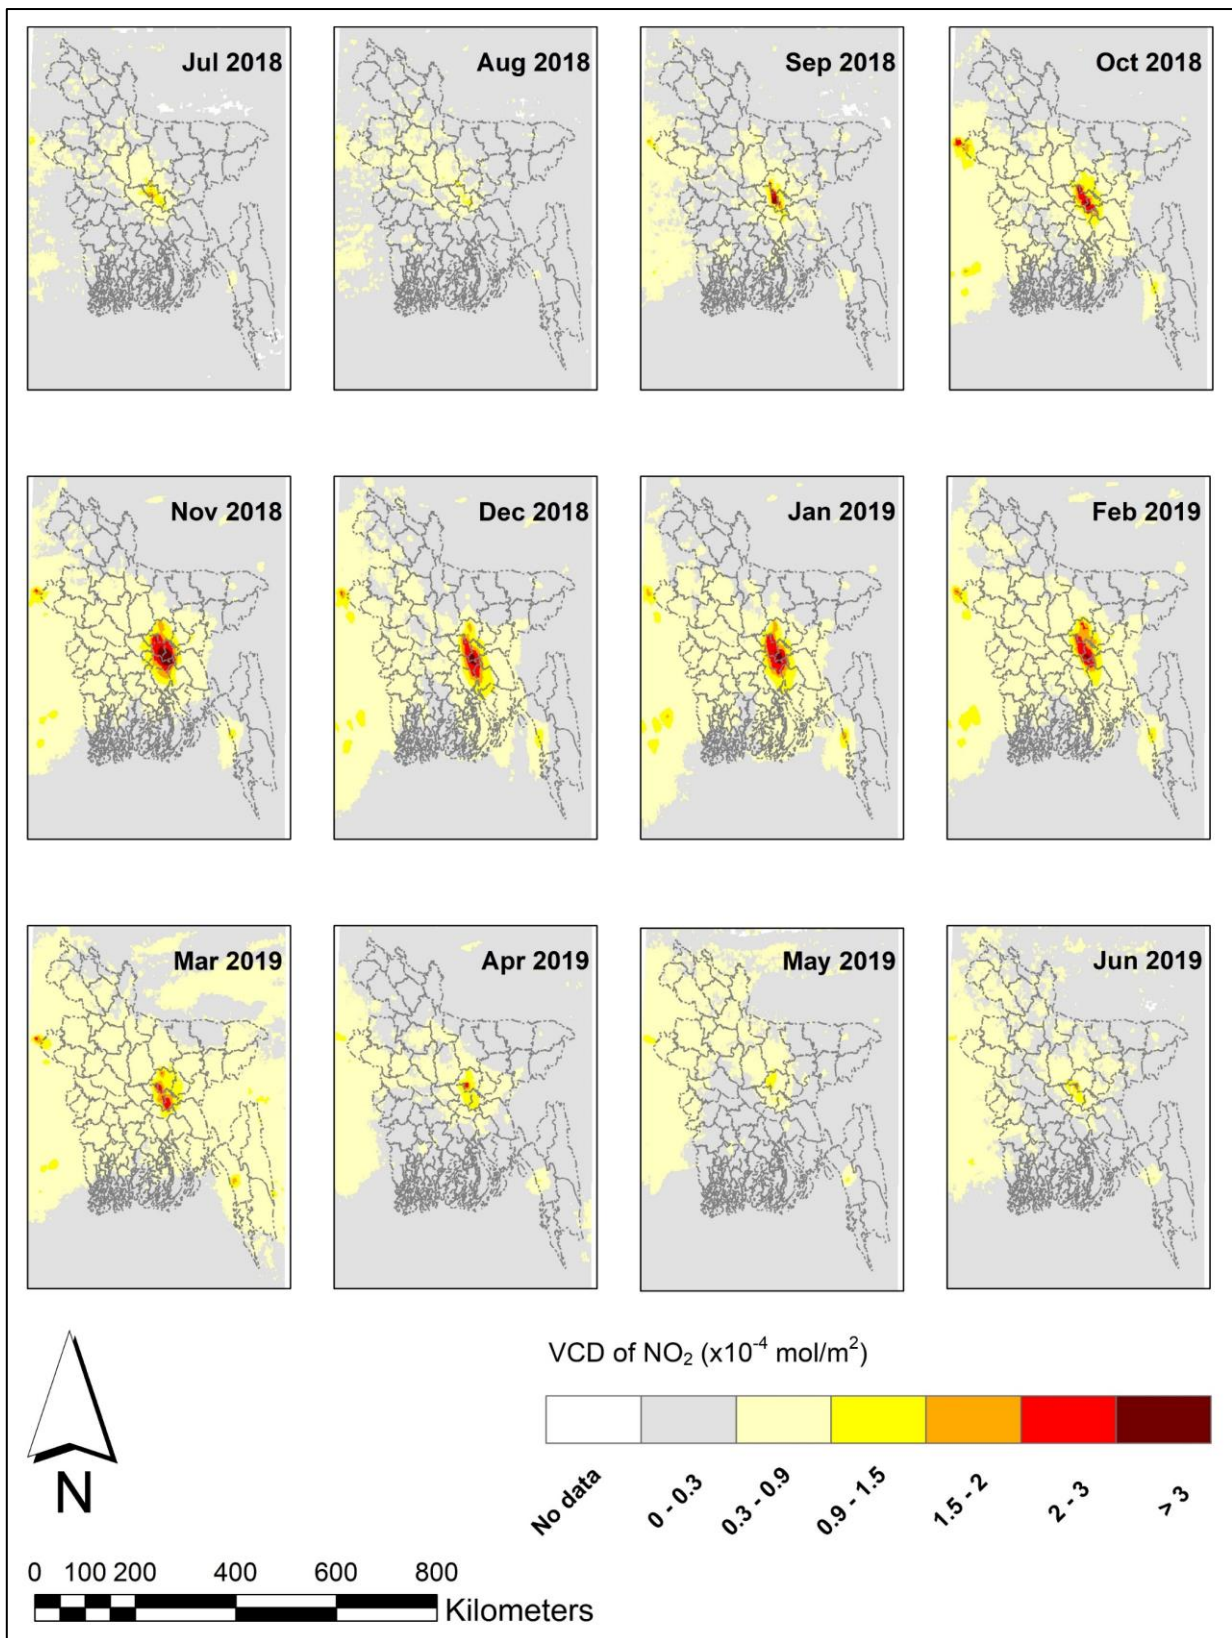 Jul 2018
Aug 2018
Sep 2018
Oct 2018
Nov 2018
Dec 2018
Jan 2019
Feb 2019
Mar 2019
Apr 2019
May 2019
Jun 2019
VCD of NO₂ (x10⁻⁴ mol/m²)
No data
0 - 0.3
0.3 - 0.9
0.9 - 1.5
1.5 - 2
2 - 3
> 3
N
0 100 200 400 600 800
Kilometers